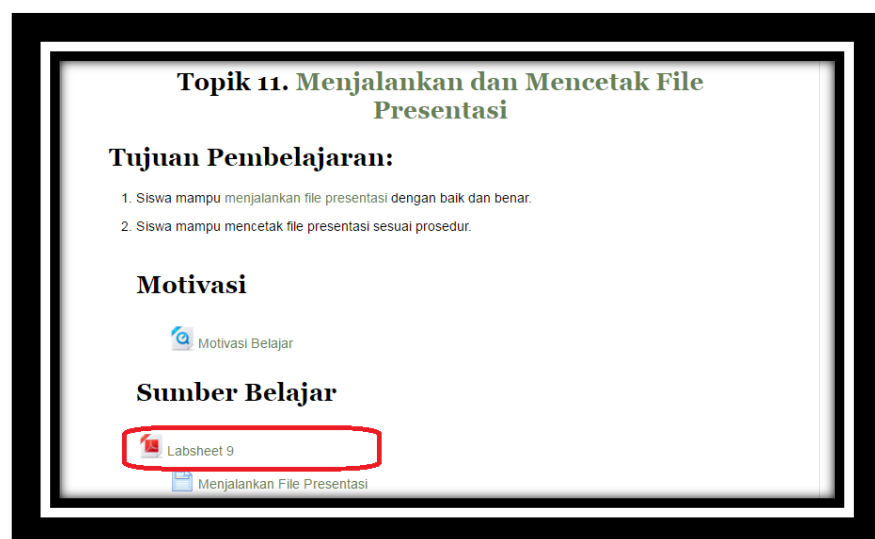 Topik 11. Menjalankan dan Mencetak File
Presentasi
Tujuan Pembelajaran:
1. Siswa mampu menjalankan file presentasi dengan baik dan benar.
2. Siswa mampu mencetak file presentasi sesuai prosedur.
Motivasi
Motivasi Belajar
Sumber Belajar
Labsheet 9
Menjalankan File Presentasi